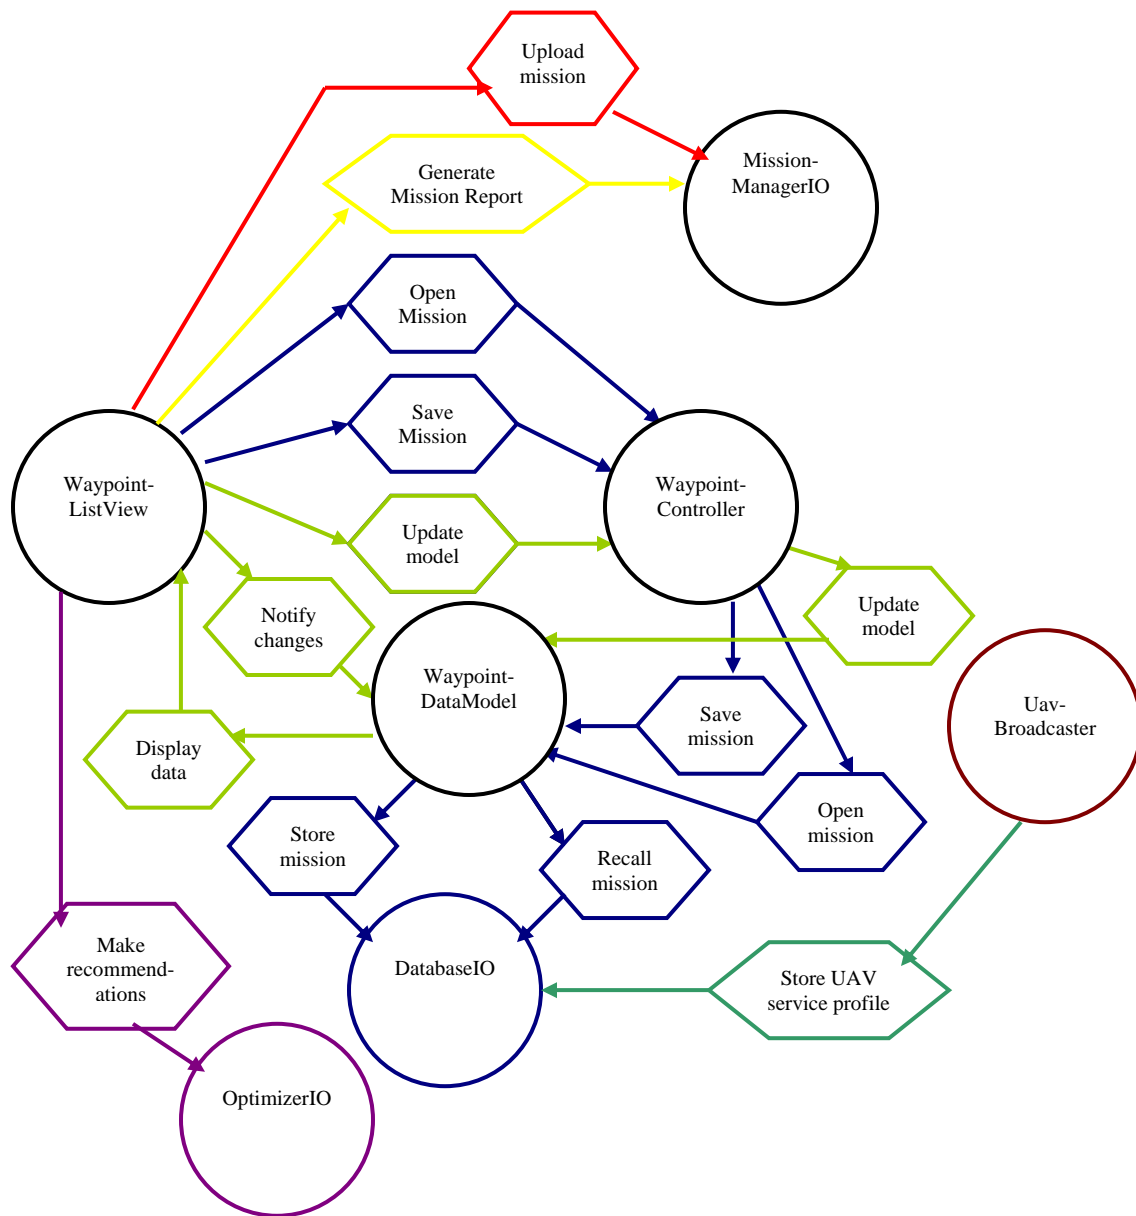 Upload
mission
Mission-
ManagerIO
Generate
Mission Report
Open
Mission
Save
Mission
Waypoint-
ListView
Waypoint-
Controller
Update
model
Notify
changes
Update
model
Waypoint-
DataModel
Uav-
Broadcaster
Save
mission
Display
data
Open
mission
Store
mission
Recall
mission
Make
recommend-
ations
DatabaseIO
Store UAV
service profile
OptimizerIO